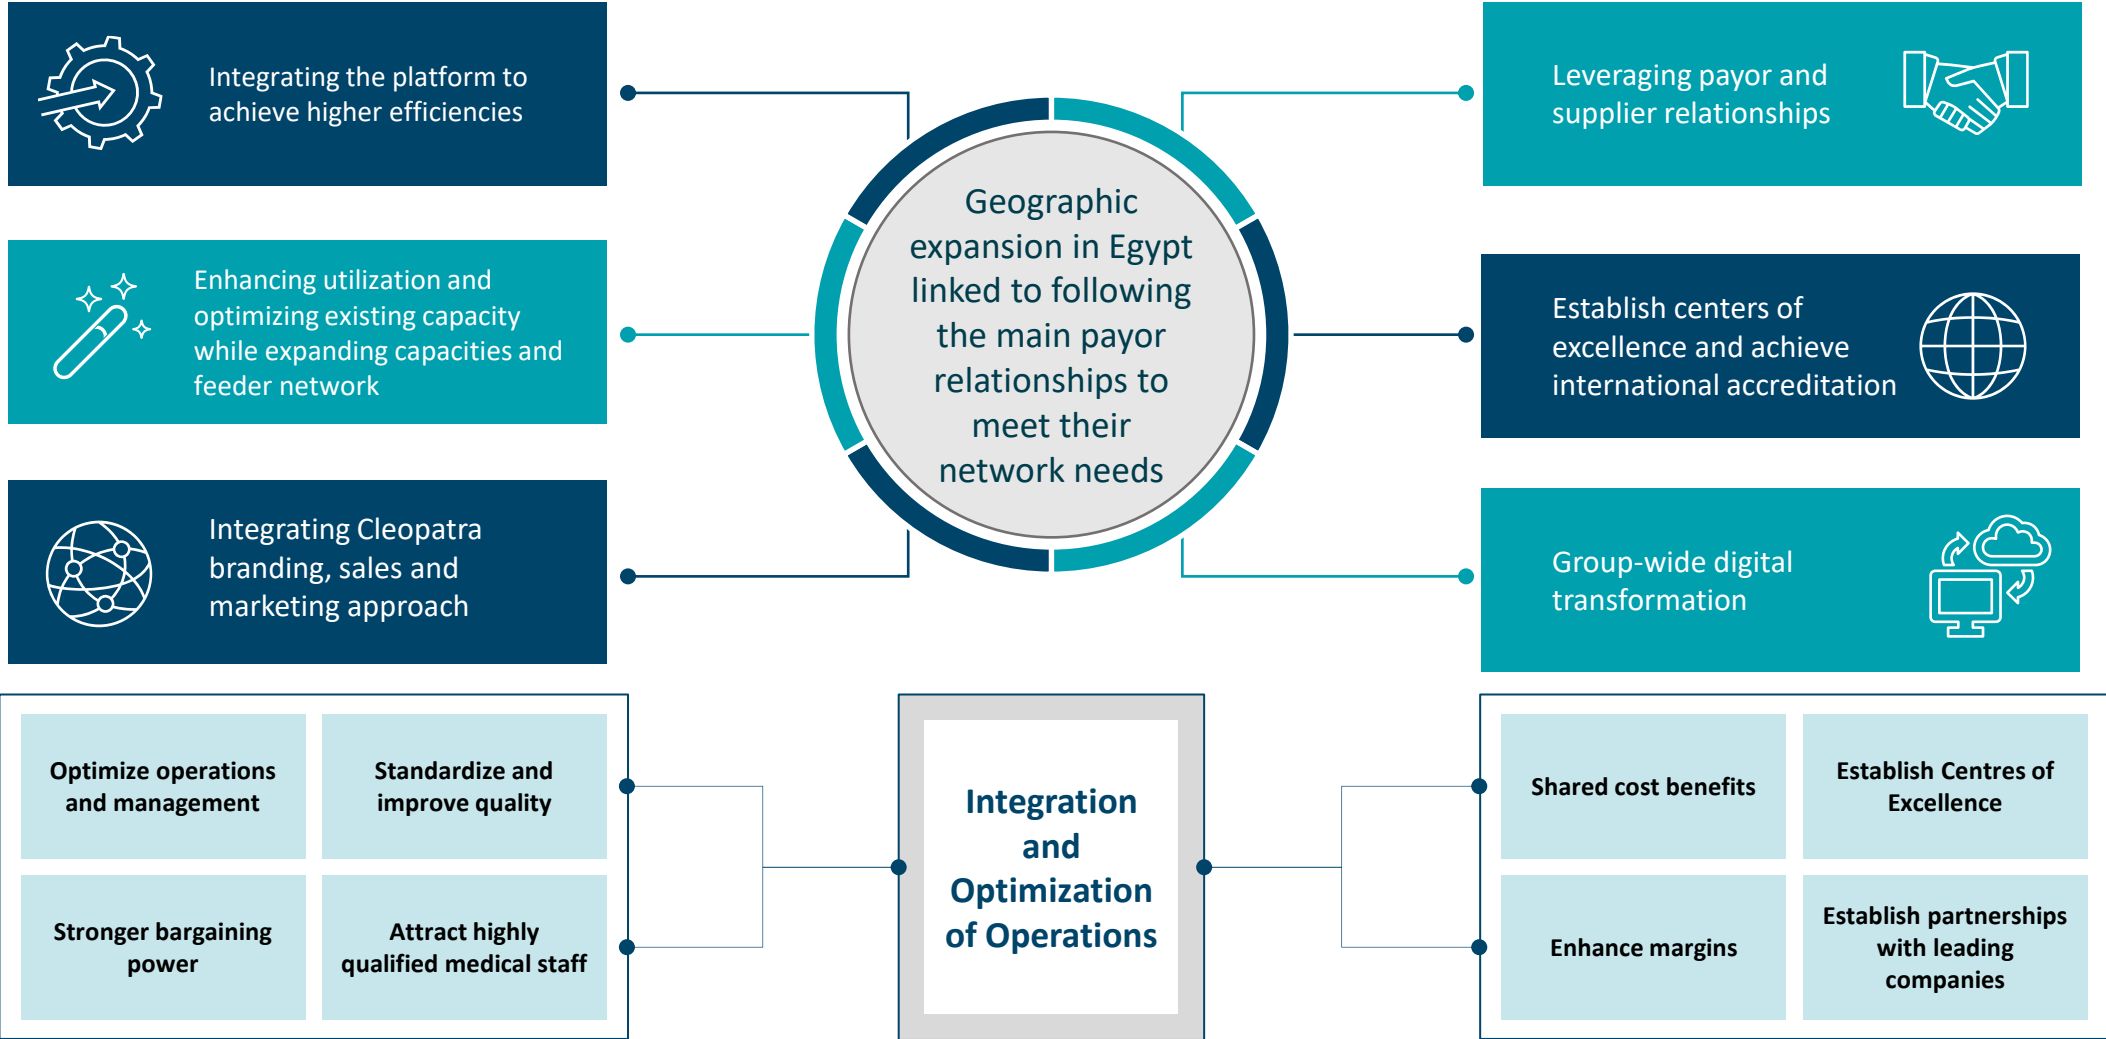 Integrating the platform to
achieve higher efficiencies
Enhancing utilization and
optimizing existing capacity
while expanding capacities and
feeder network
Integrating Cleopatra
branding, sales and
marketing approach
Geographic
expansion in Egypt
linked to following
the main payor
relationships to
meet their
network needs
Leveraging payor and
supplier relationships
Establish centers of
excellence and achieve
international accreditation
Group-wide digital
transformation
Optimize operations
and management
Standardize and
improve quality
Stronger bargaining
power
Attract highly
qualified medical staff
Integration
and
Optimization
of Operations
Shared cost benefits
Establish Centres of
Excellence
Enhance margins
Establish partnerships
with leading
companies